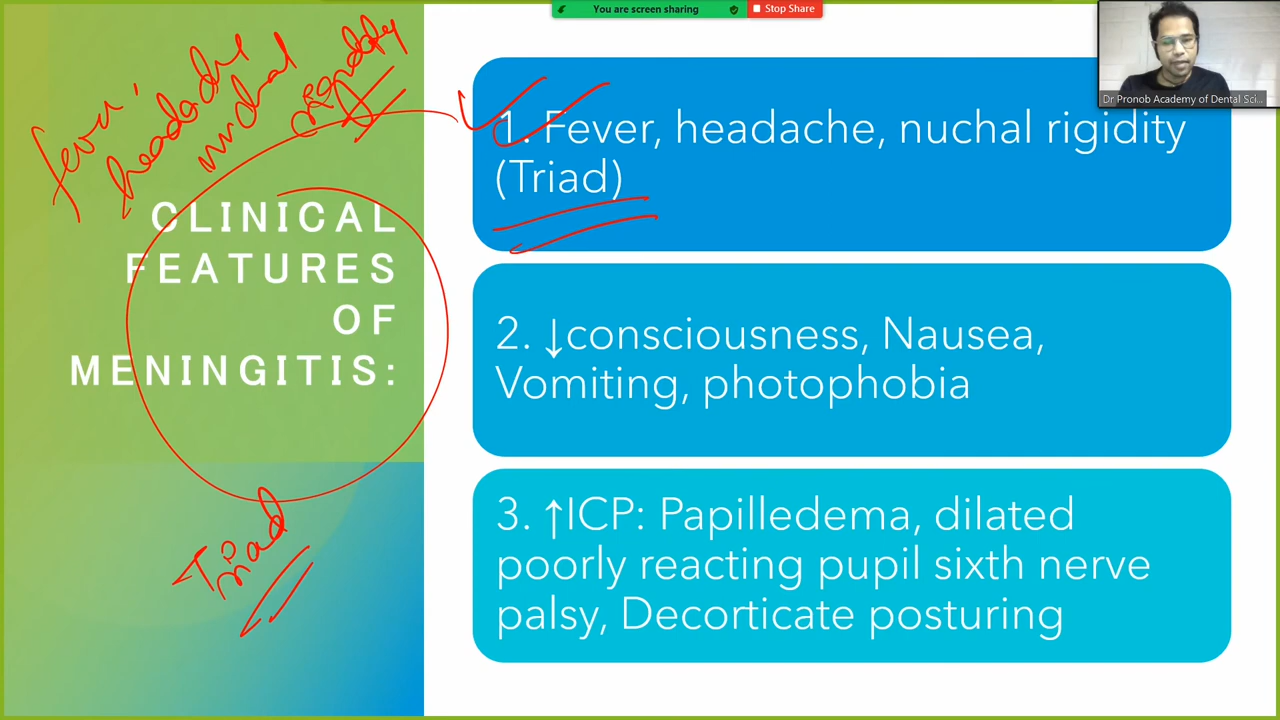 You are screen sharing
Stop Share
Dr Pronob Academy of Dental Sci...
fever,
headache
nuchal
rigidity
CLINICAL
FEATURES
OF
MENINGITIS:
Triad
1. Fever, headache, nuchal rigidity
(Triad)
2. ↓consciousness, Nausea,
Vomiting, photophobia
3. ↑ICP: Papilledema, dilated
poorly reacting pupil sixth nerve
palsy, Decorticate posturing